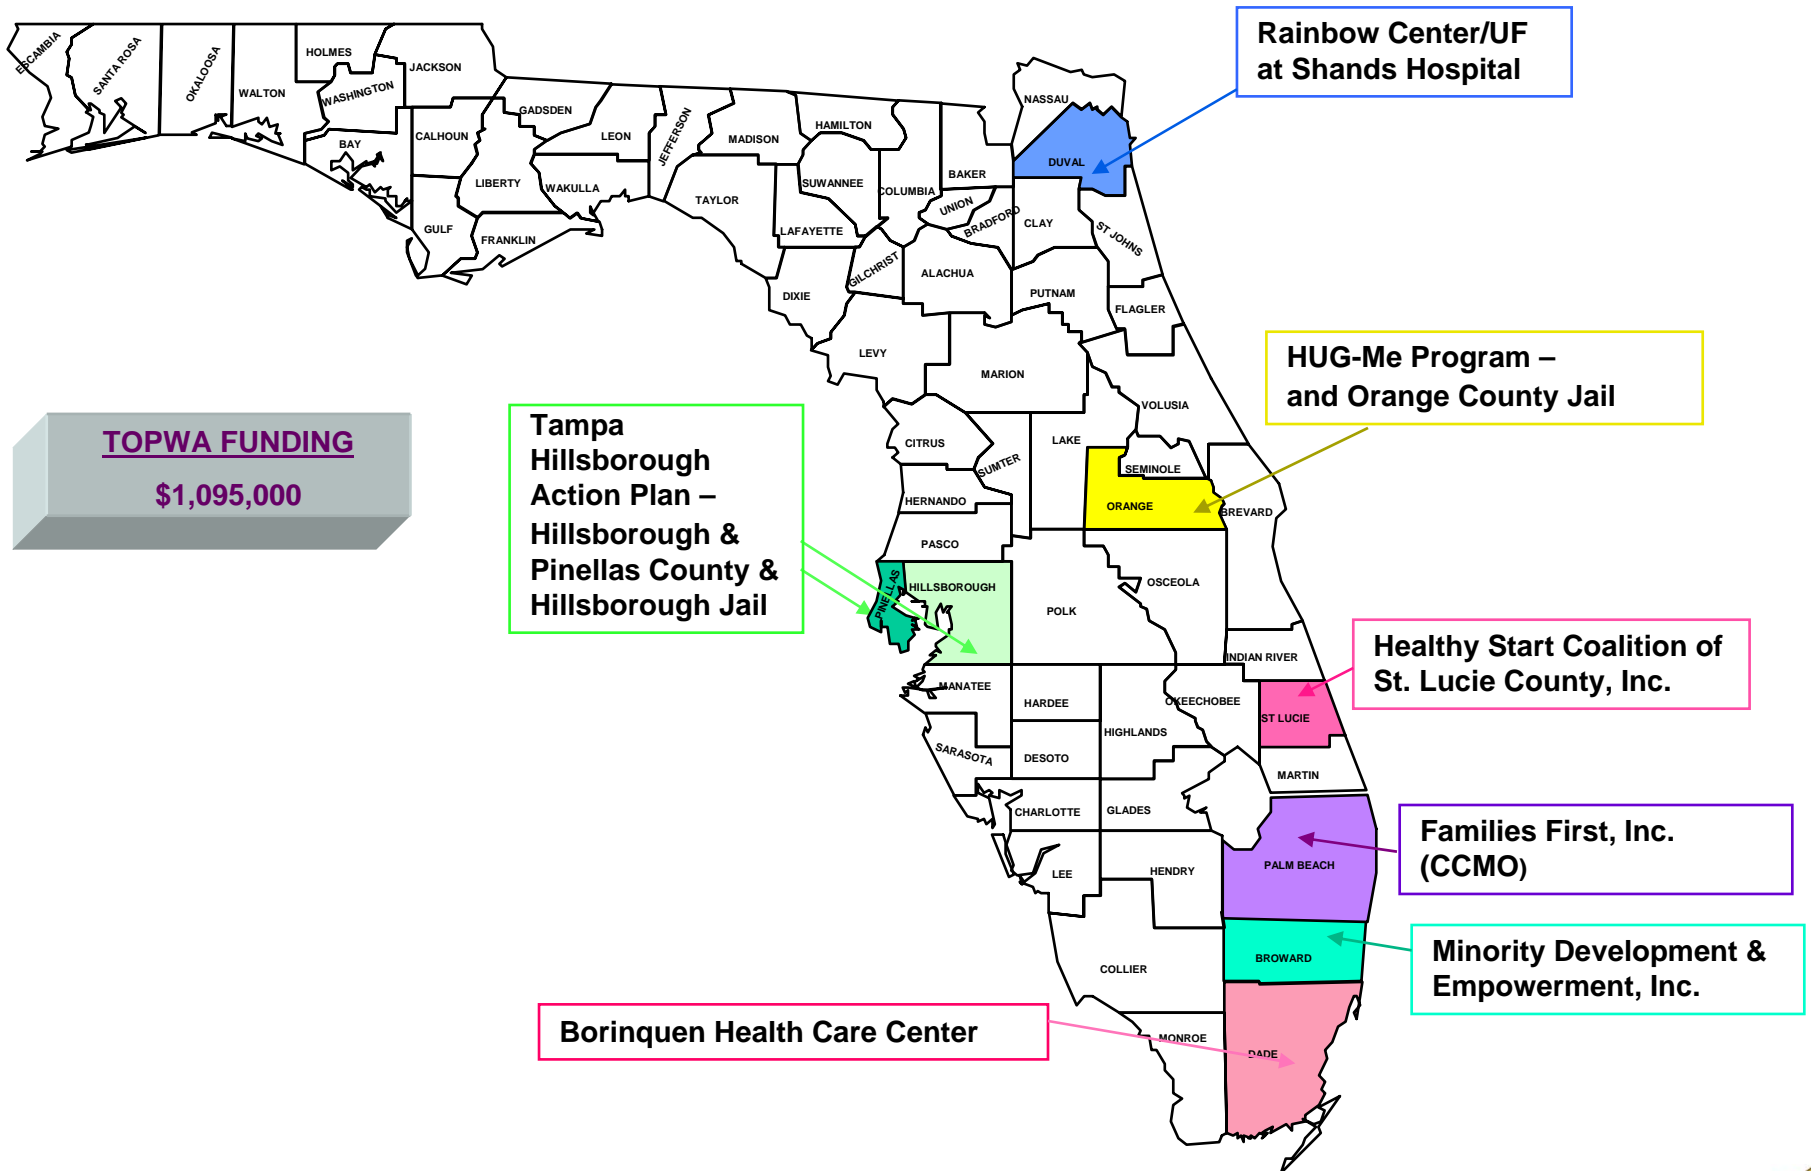 Rainbow Center/UF
at Shands Hospital
ESCAMBIA
SANTA ROSA
OKALOOSA
WALTON
HOLMES
WASHINGTON
JACKSON
BAY
CALHOUN
GADSDEN
LEON
JEFFERSON
MADISON
HAMILTON
NASSAU
DUVAL
LIBERTY
WAKULLA
TAYLOR
SUWANNEE
COLUMBIA
BAKER
UNION
BRADFORD
CLAY
ST JOHNS
GULF
FRANKLIN
LAFAYETTE
GILCHRIST
ALACHUA
DIXIE
PUTNAM
FLAGLER
LEVY
MARION
VOLUSIA
HUG-Me Program –
and Orange County Jail
TOPWA FUNDING
$1,095,000
Tampa
Hillsborough
Action Plan –
Hillsborough &
Pinellas County &
Hillsborough Jail
CITRUS
SUMTER
LAKE
SEMINOLE
HERNANDO
ORANGE
BREVARD
PASCO
PINELLAS
HILLSBOROUGH
POLK
OSCEOLA
INDIAN RIVER
Healthy Start Coalition of
St. Lucie County, Inc.
MANATEE
HARDEE
OKEECHOBEE
ST LUCIE
HIGHLANDS
SARASOTA
DESOTO
MARTIN
CHARLOTTE
GLADES
Families First, Inc.
(CCMO)
LEE
HENDRY
PALM BEACH
Minority Development &
Empowerment, Inc.
COLLIER
BROWARD
Borinquen Health Care Center
MONROE
DADE